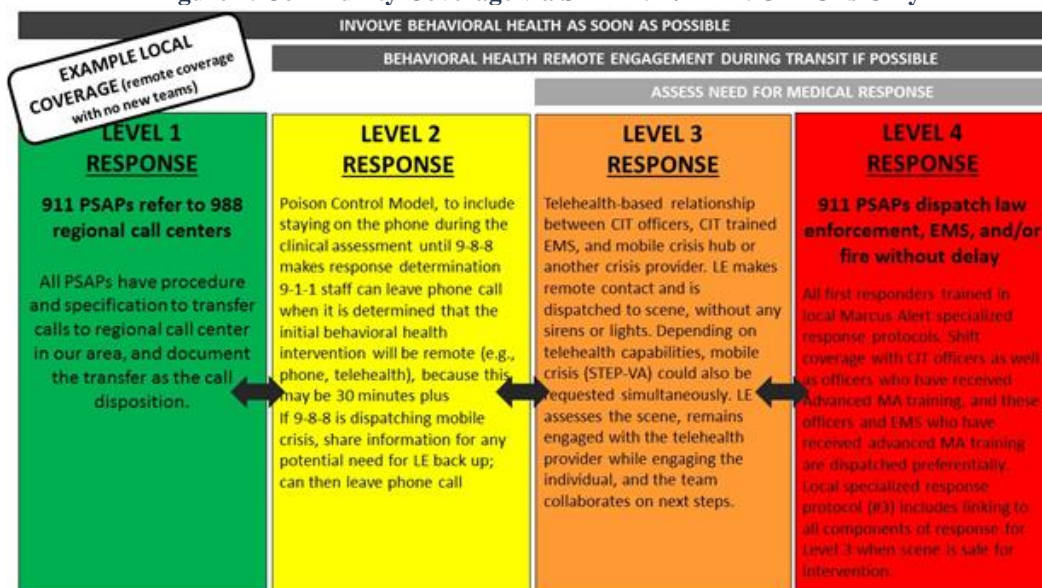 INVOLVE BEHAVIORAL HEALTH AS SOON AS POSSIBLE
BEHAVIORAL HEALTH REMOTE ENGAGEMENT DURING TRANSIT IF POSSIBLE
ASSESS NEED FOR MEDICAL RESPONSE
EXAMPLE LOCAL
COVERAGE (remote coverage
with no new teams)
LEVEL 1
RESPONSE
911 PSAPs refer to 988
regional call centers
All PSAPs have procedure
and specification to transfer
calls to regional call center
in our area, and document
the transfer as the call
disposition.
LEVEL 2
RESPONSE
Poison Control Model, to include
staying on the phone during the
clinical assessment until 9-8-8
makes response determination
9-1-1 staff can leave phone call
when it is determined that the
initial behavioral health
intervention will be remote (e.g.,
phone, telehealth), because this
may be 30 minutes plus
If 9-8-8 is dispatching mobile
crisis, share information for any
potential need for LE back up;
can then leave phone call
LEVEL 3
RESPONSE
Telehealth-based relationship
between CIT officers, CIT trained
EMS, and mobile crisis hub or
another crisis provider. LE makes
remote contact and is
dispatched to scene, without any
sirens or lights. Depending on
telehealth capabilities, mobile
crisis (STEP-VA) could also be
requested simultaneously. LE
assesses the scene, remains
engaged with the telehealth
provider while engaging the
individual, and the team
collaborates on next steps.
LEVEL 4
RESPONSE
911 PSAPs dispatch law
enforcement, EMS, and/or
fire without delay
All first responders trained in
local Marcus Alert specialized
response protocols. Shift
coverage with CIT officers as well
as officers who have received
Advanced MA training, and these
officers and EMS who have
received advanced MA training
are dispatched preferentially.
Local specialized response
protocol (#3) includes linking to
all components of response for
Level 3 when scene is safe for
intervention.